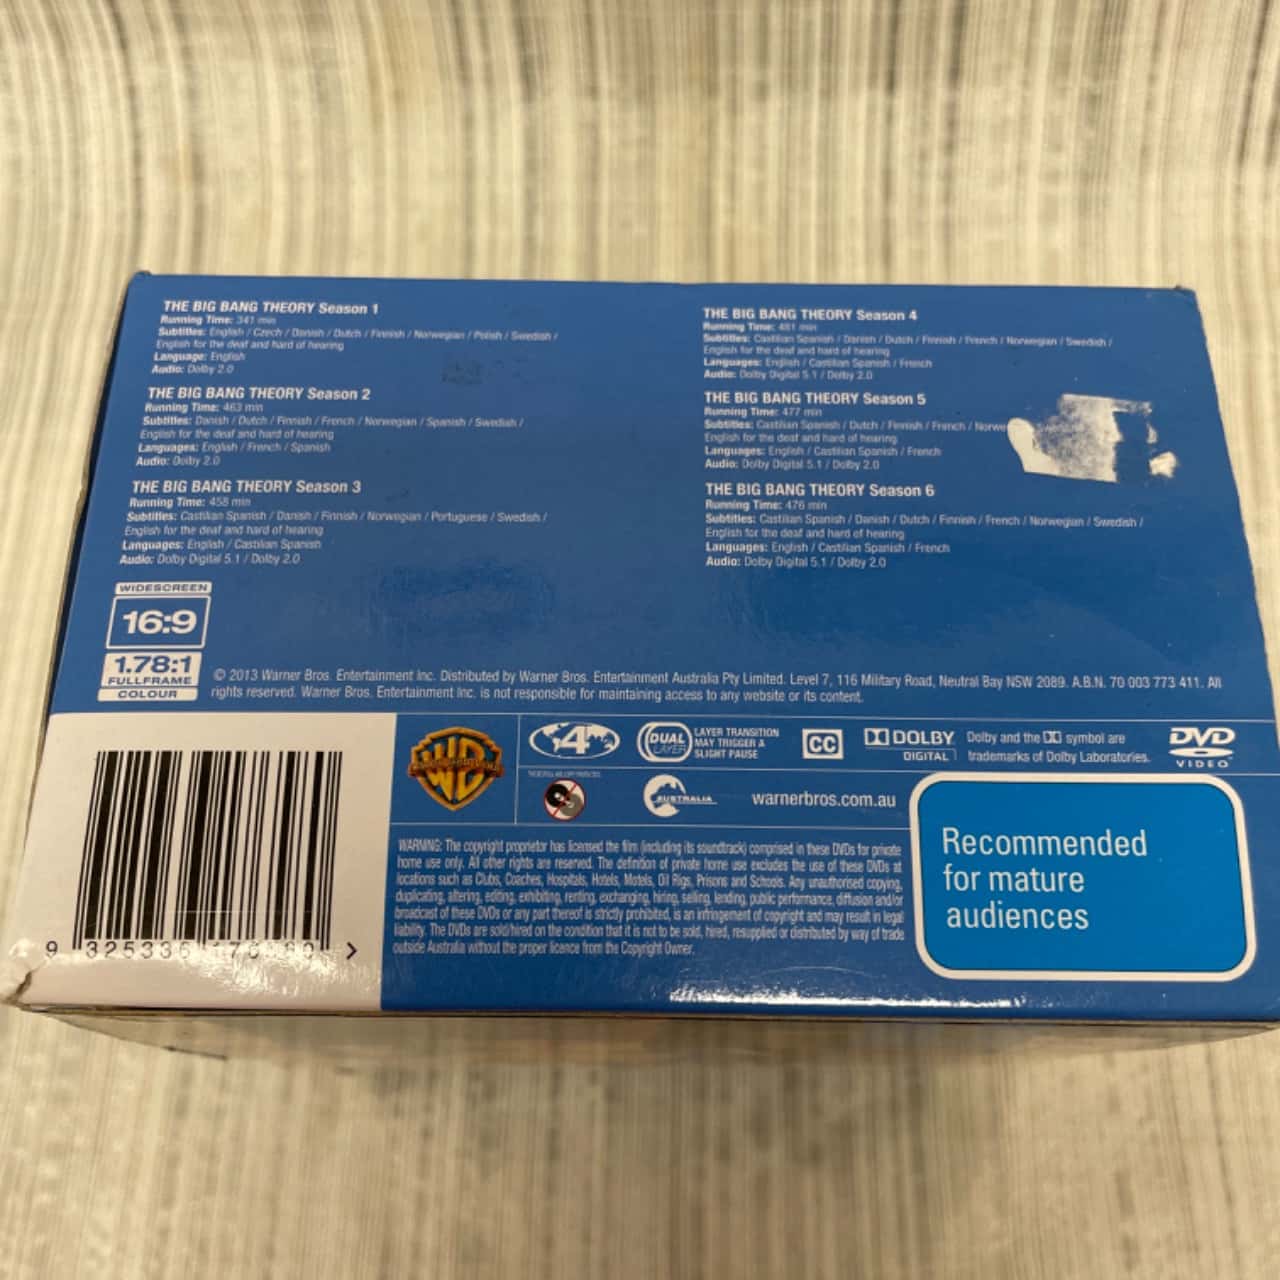 THE BIG BANG THEORY Season 1
Running Time: 341 min
Subtitles: English / Czech / Danish / Dutch / Finnish / Norwegian / Polish / Swedish /
English for the deaf and hard of hearing
Language: English
Audio: Dolby 2.0
THE BIG BANG THEORY Season 2
Running Time: 463 min
Subtitles: Danish / Dutch / Finnish / French / Norwegian / Spanish / Swedish /
English for the deaf and hard of hearing
Languages: English / French / Spanish
Audio: Dolby 2.0
THE BIG BANG THEORY Season 3
Running Time: 458 min
Subtitles: Castilian Spanish / Danish / Finnish / Norwegian / Portuguese / Swedish /
English for the deaf and hard of hearing
Languages: English / Castilian Spanish
Audio: Dolby Digital 5.1 / Dolby 2.0
THE BIG BANG THEORY Season 4
Running Time: 481 min
Subtitles: Castilian Spanish / Danish / Dutch / Finnish / French / Norwegian / Swedish /
English for the deaf and hard of hearing
Languages: English / Castilian Spanish / French
Audio: Dolby Digital 5.1 / Dolby 2.0
THE BIG BANG THEORY Season 5
Running Time: 477 min
Subtitles: Castilian Spanish / Dutch / Finnish / French / Norwe
English for the deaf and hard of hearing
Languages: English / Castilian Spanish / French
Audio: Dolby Digital 5.1 / Dolby 2.0
THE BIG BANG THEORY Season 6
Running Time: 476 min
Subtitles: Castilian Spanish / Danish / Dutch / Finnish / French / Norwegian / Swedish /
English for the deaf and hard of hearing
Languages: English / Castilian Spanish / French
Audio: Dolby Digital 5.1 / Dolby 2.0
WIDESCREEN
16:9
1.78:1
FULLFRAME
COLOUR
© 2013 Warner Bros. Entertainment Inc. Distributed by Warner Bros. Entertainment Australia Pty Limited. Level 7, 116 Military Road, Neutral Bay NSW 2089. A.B.N. 70 003 773 411. All
rights reserved. Warner Bros. Entertainment Inc. is not responsible for maintaining access to any website or its content.
9 325336 >
WB
4
DUAL LAYER
LAYER TRANSITION
MAY TRIGGER A
SLIGHT PAUSE
CC
DOLBY
DIGITAL
Dolby and the symbol are
trademarks of Dolby Laboratories.
DVD
VIDEO
AUSTRALIA
warnerbros.com.au
WARNING: The copyright proprietor has licensed the film (including its soundtrack) comprised in these DVDs for private
home use only. All other rights are reserved. The definition of private home use excludes the use of these DVDs at
locations such as Clubs, Coaches, Hospitals, Hotels, Motels, Oil Rigs, Prisons and Schools. Any unauthorised copying,
duplicating, altering, editing, exhibiting, renting, exchanging, hiring, selling, lending, public performance, diffusion and/or
broadcast of these DVDs or any part thereof is strictly prohibited, is an infringement of copyright and may result in legal
liability. The DVDs are sold/hired on the condition that it is not to be sold, hired, resupplied or distributed by way of trade
outside Australia without the proper licence from the Copyright Owner.
Recommended
for mature
audiences